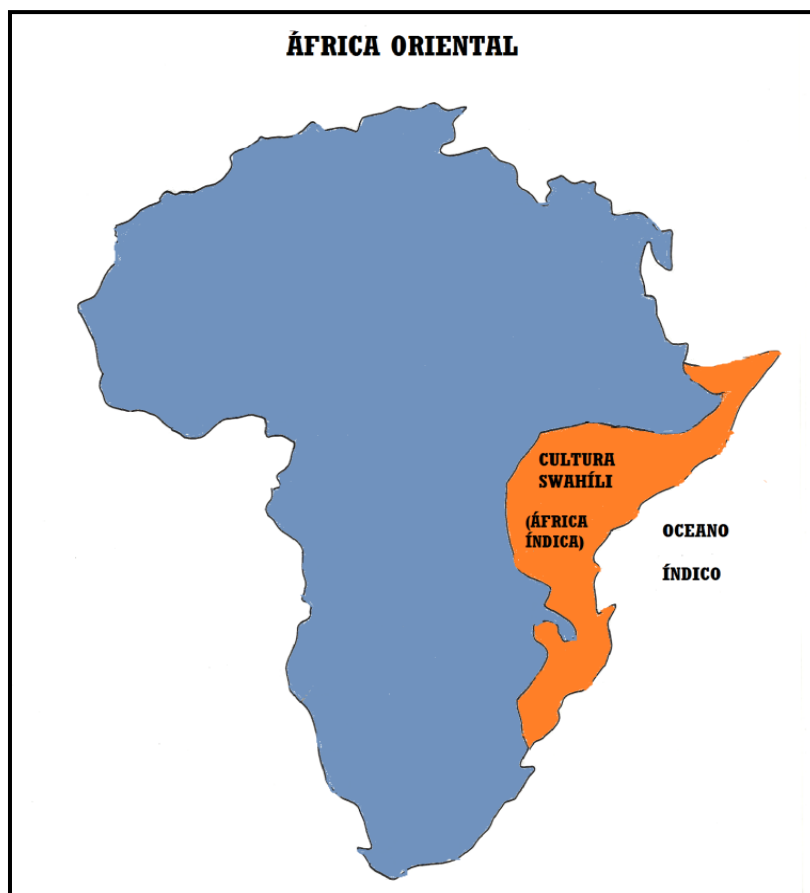 ÁFRICA ORIENTAL
CULTURA
SWAHÍLI
(ÁFRICA
ÍNDICA)
OCEANO
ÍNDICO